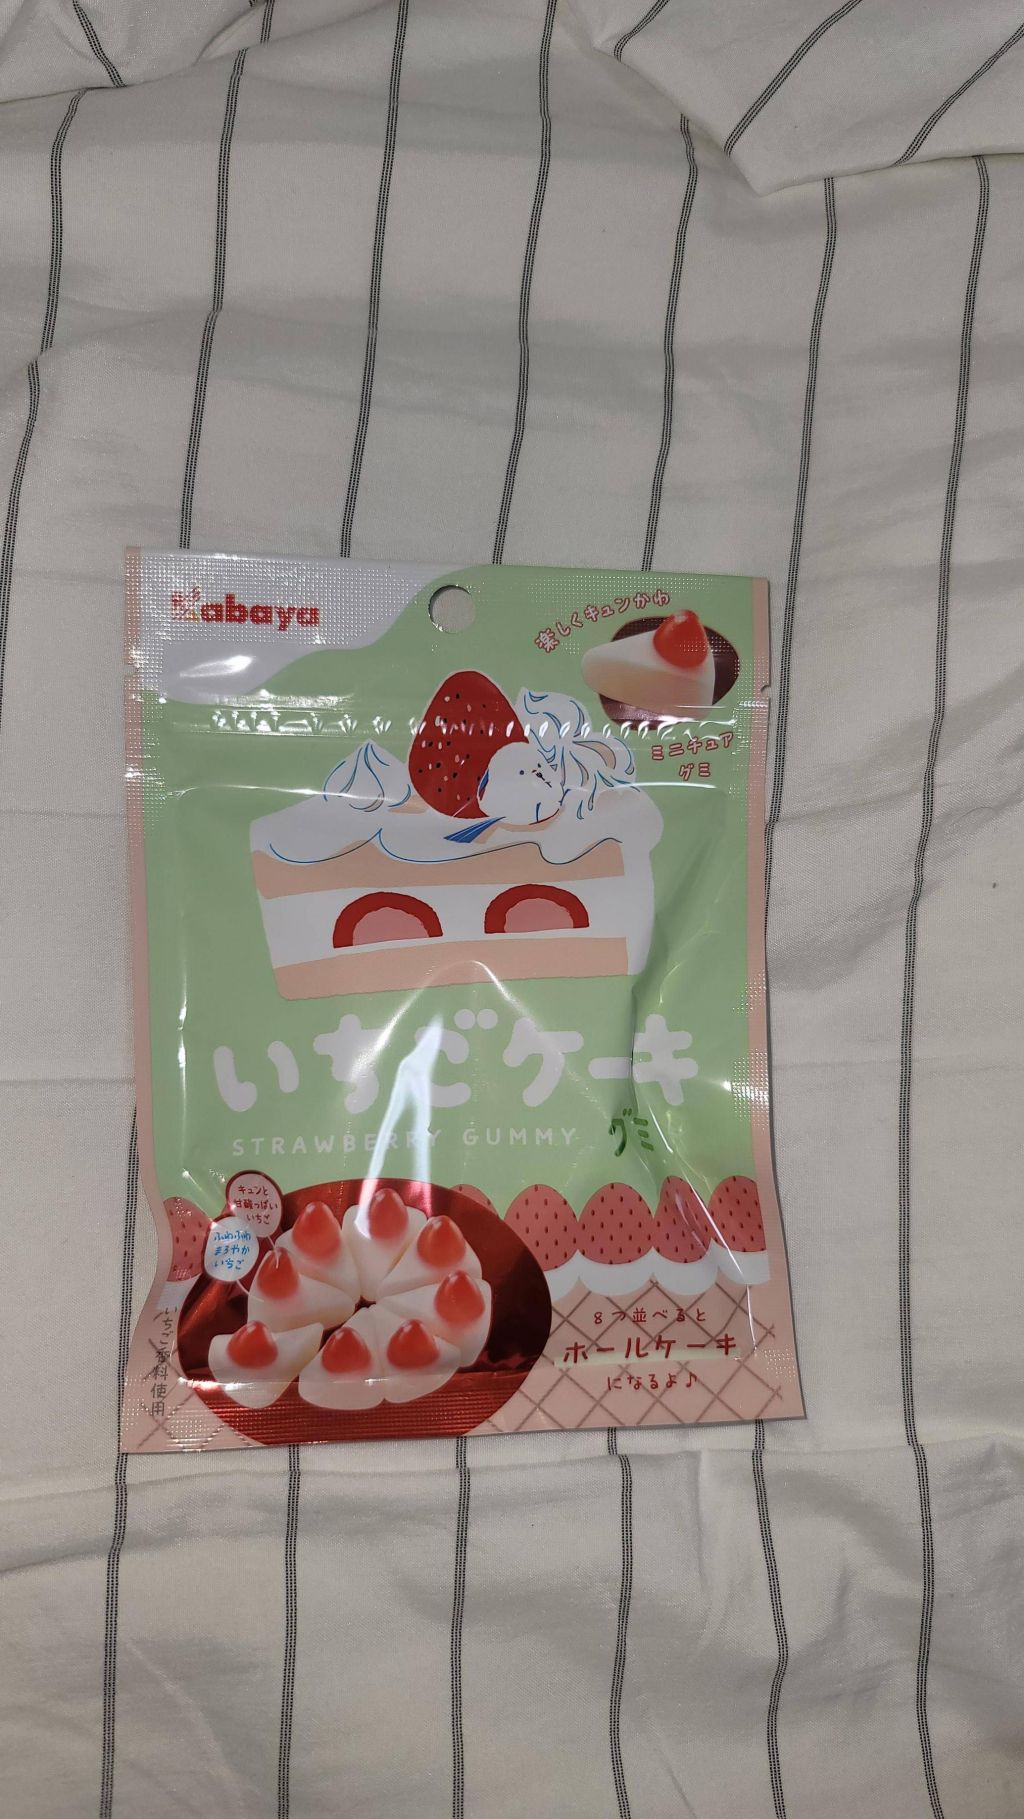 Kabaya
楽しくキュンかわ
ミニチュア
グミ
いちごケーキ
STRAWBERRY GUMMY グミ
キュンと
甘酸っぱい
いちご
ふわふわ
まろやか
いちご
8つ並べると
ホールケーキ
になるよ♪
いちご香料使用